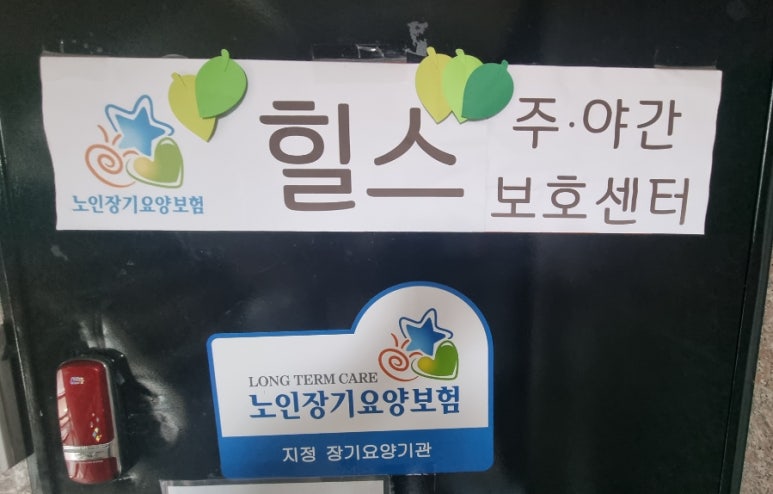 노인장기요양보험
힐스
주·야간
보호센터
LONG TERM CARE
노인장기요양보험
지정 장기요양기관